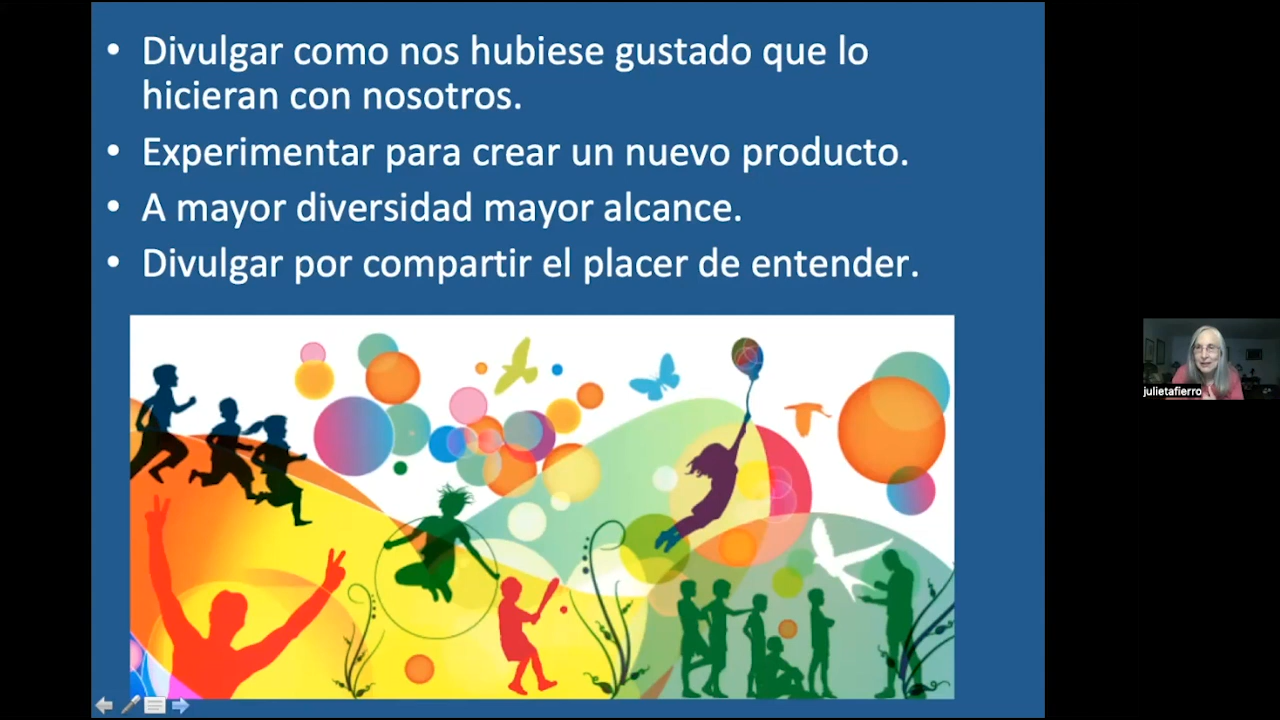 • Divulgar como nos hubiese gustado que lo
hicieran con nosotros.
• Experimentar para crear un nuevo producto.
• A mayor diversidad mayor alcance.
• Divulgar por compartir el placer de entender.
julietafierro